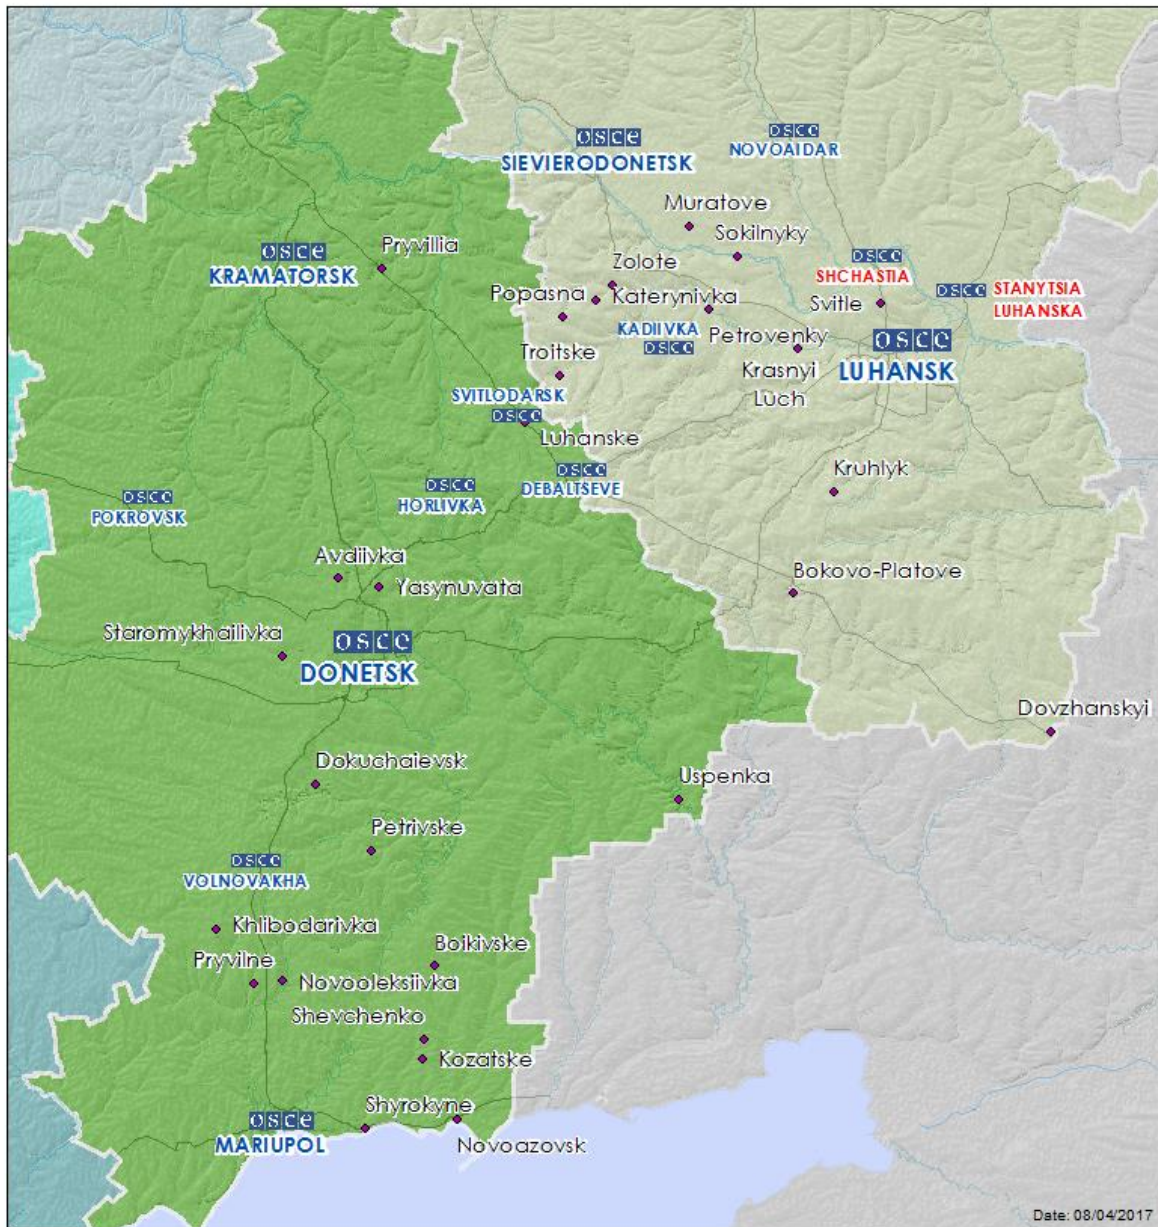 osce
SIEVIERODONETSK
osce
NOVOAIDAR
Muratove
Sokilnyky
osce
KRAMATORSK
Pryvillia
Zolote
osce
SHCHASTIA
Popasna
Katerynivka
Svitle
osce
STANYTSIA
LUHANSKA
KADIIVKA
osce
Petrovenky
osce
LUHANSK
Troitske
Krasnyi
Luch
SVITLODARSK
osce
Luhanske
osce
DEBALTSEVE
Kruhlyk
osce
POKROVSK
osce
HORLIVKA
Avdiivka
Yasynuvata
Bokovo-Platove
Staromykhailivka
osce
DONETSK
Dovzhanskyi
Dokuchaievsk
Uspenka
Petrivske
osce
VOLNOVAKHA
Khlibodarivka
Boikivske
Pryvilne
Novooleksiivka
Shevchenko
Kozatske
osce
MARIUPOL
Shyrokyne
Novoazovsk
Date: 08/04/2017